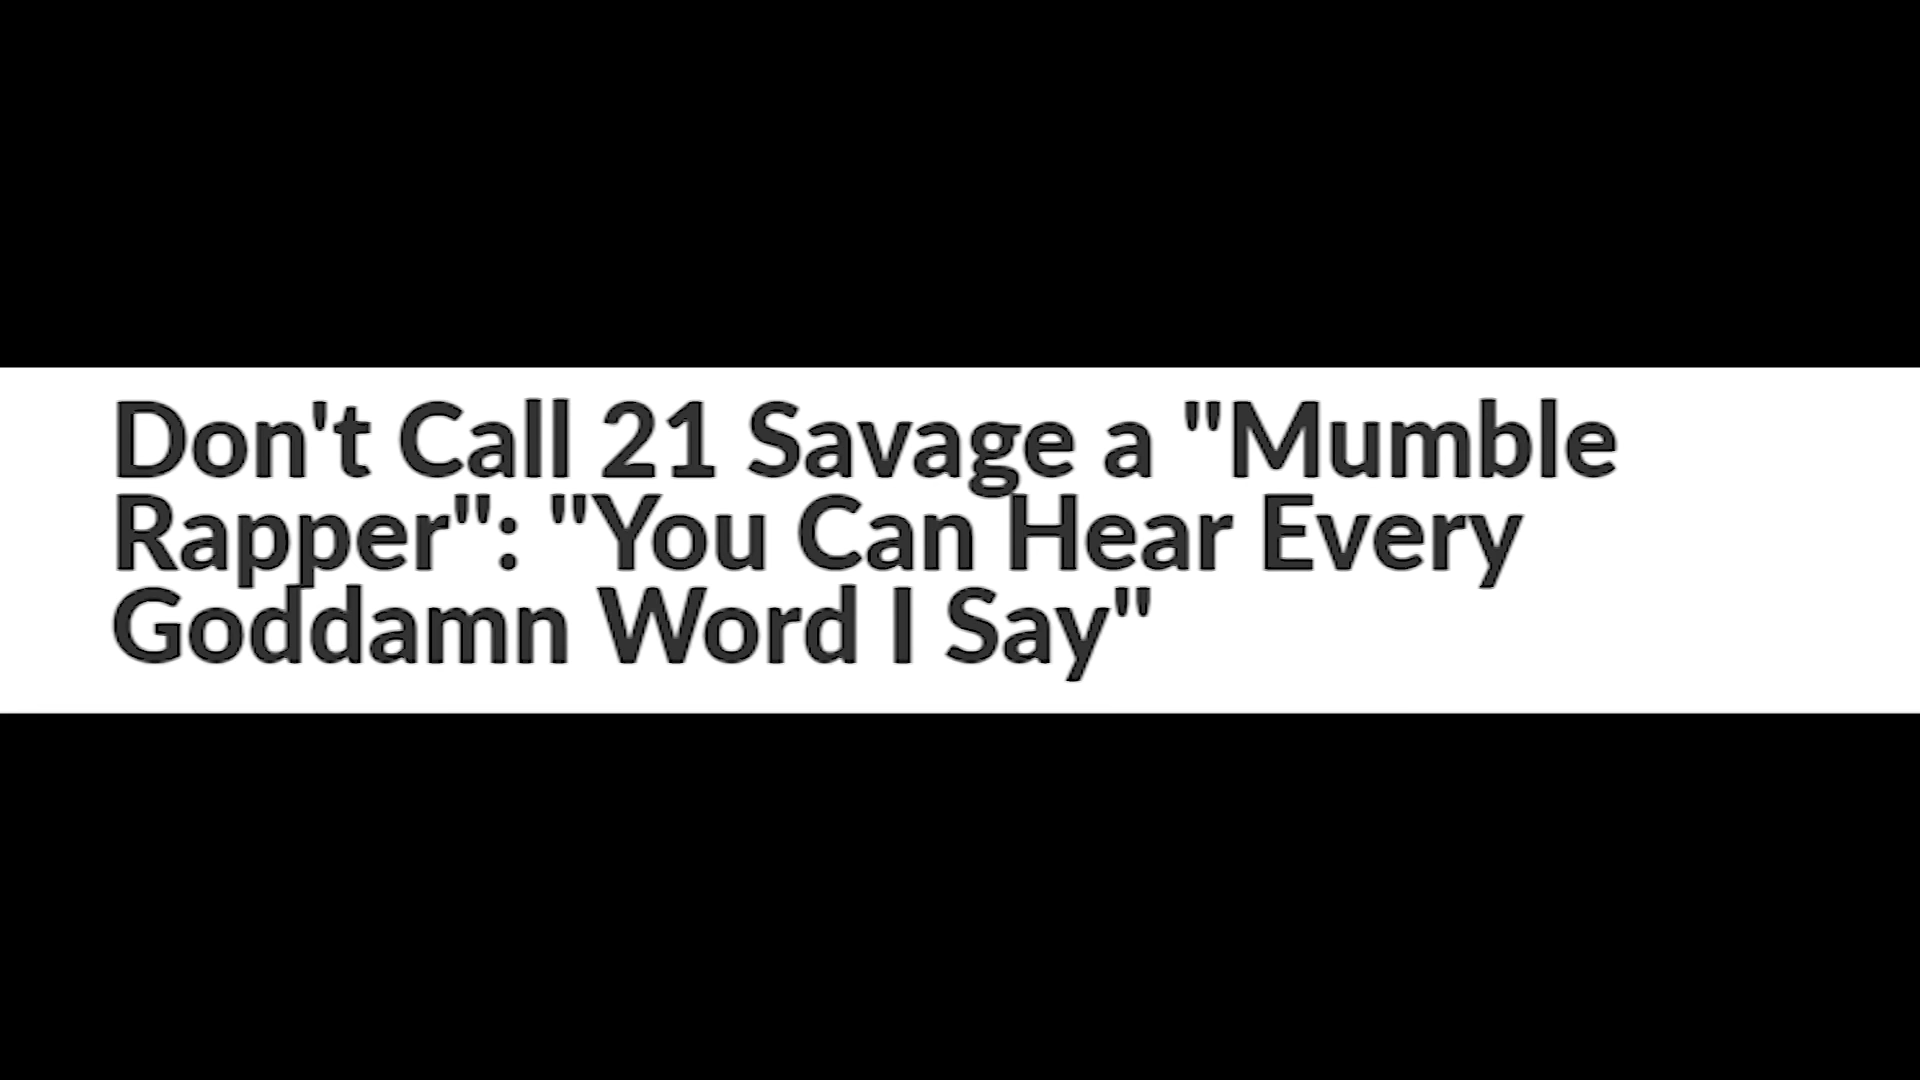 Don't Call 21 Savage a "Mumble
Rapper": "You Can Hear Every
Goddamn Word I Say"